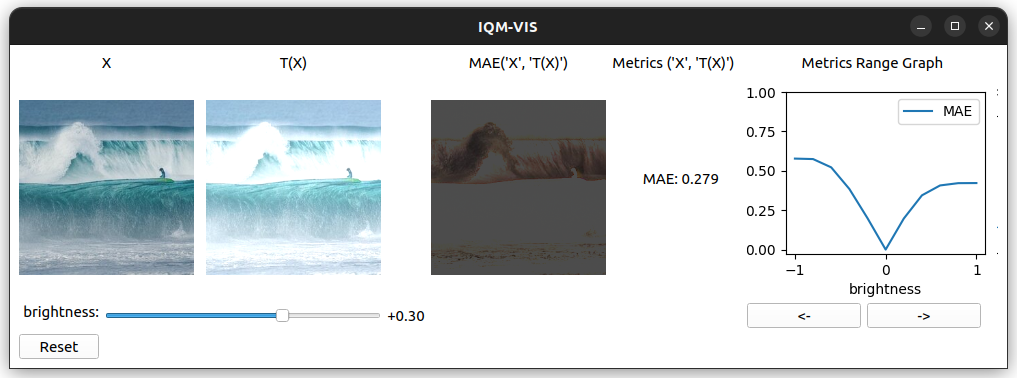 IQM-VIS
X
T(X)
MAE('X', 'T(X)')
Metrics ('X', 'T(X)')
Metrics Range Graph
MAE: 0.279
MAE
1.00
0.75
0.50
0.25
0.00
−1
0
1
brightness
brightness:
+0.30
<-
->
Reset